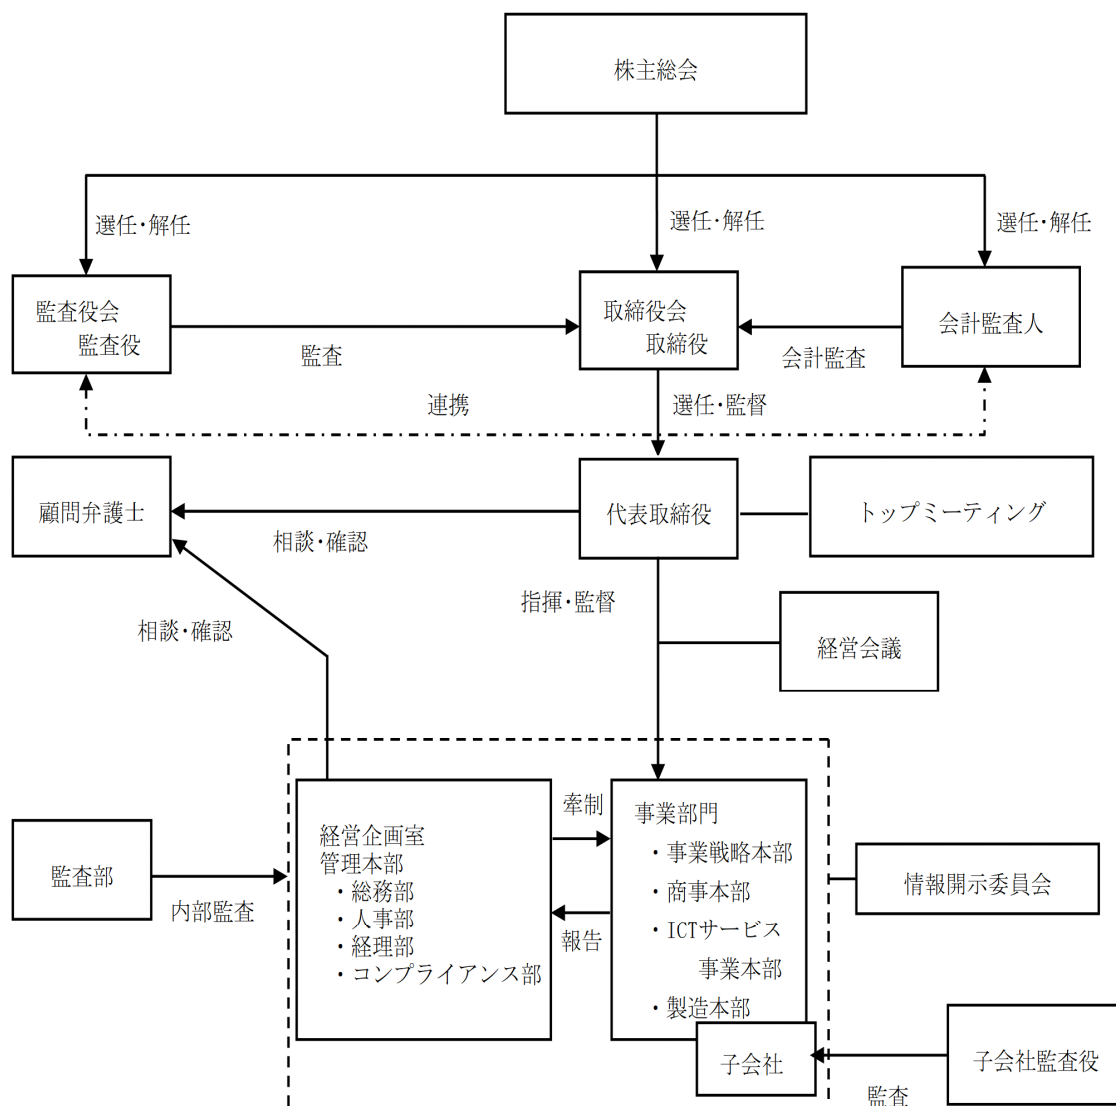 株主総会
選任・解任
選任・解任
選任・解任
監査役会
監査役
監査
取締役会
取締役
会計監査
会計監査人
連携
選任・監督
顧問弁護士
相談・確認
代表取締役
トップミーティング
相談・確認
指揮・監督
経営会議
監査部
内部監査
経営企画室
管理本部
・総務部
・人事部
・経理部
・コンプライアンス部
牽制
報告
事業部門
・事業戦略本部
・商事本部
・ICTサービス
事業本部
・製造本部
子会社
情報開示委員会
監査
子会社監査役